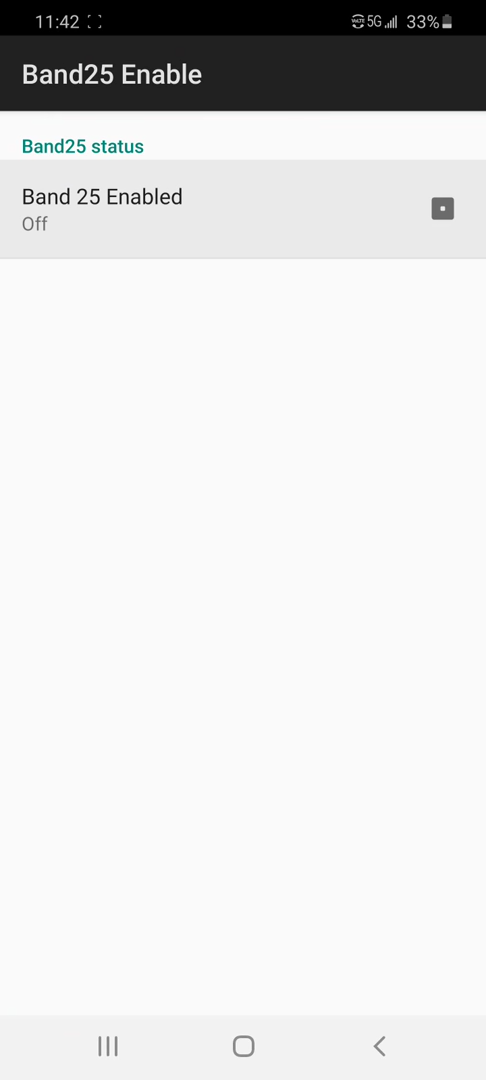 11:42 5G 33%
Band25 Enable
Band25 status
Band 25 Enabled
Off